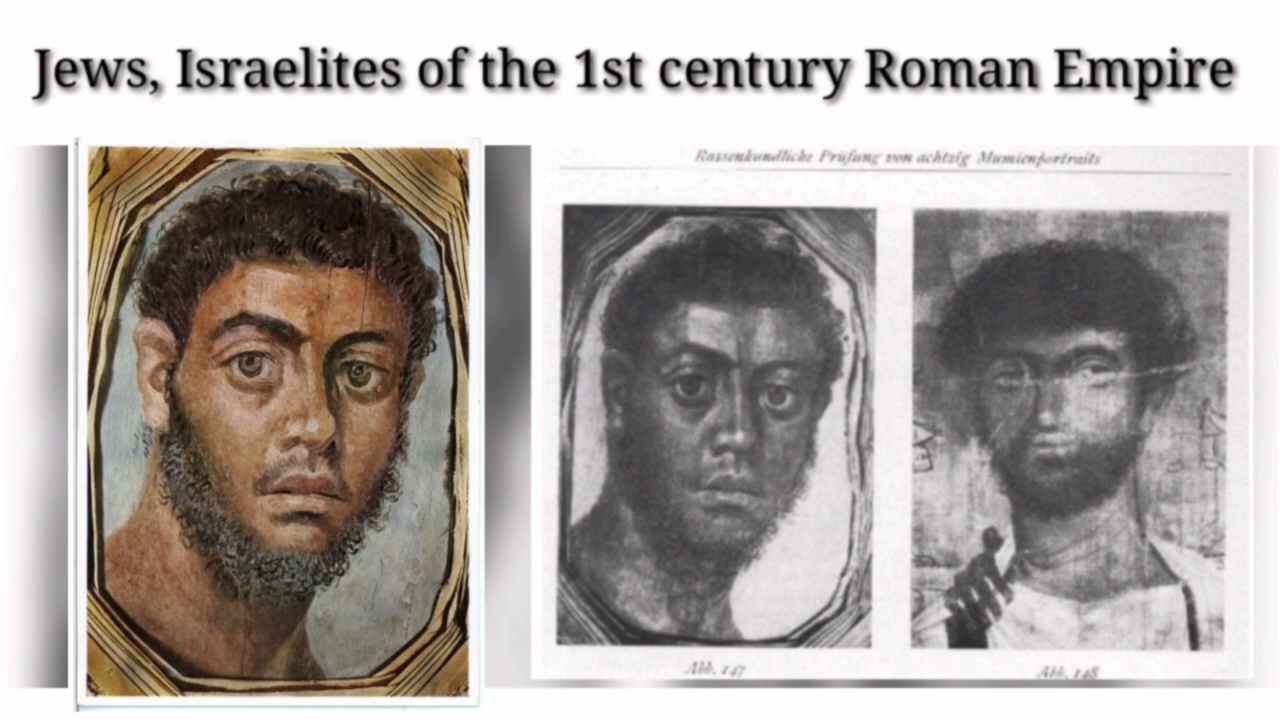 Jews, Israelites of the 1st century Roman Empire
Rassenkundliche Prüfung von achtzig Mumienportraits
Abb. 147
Abb. 148